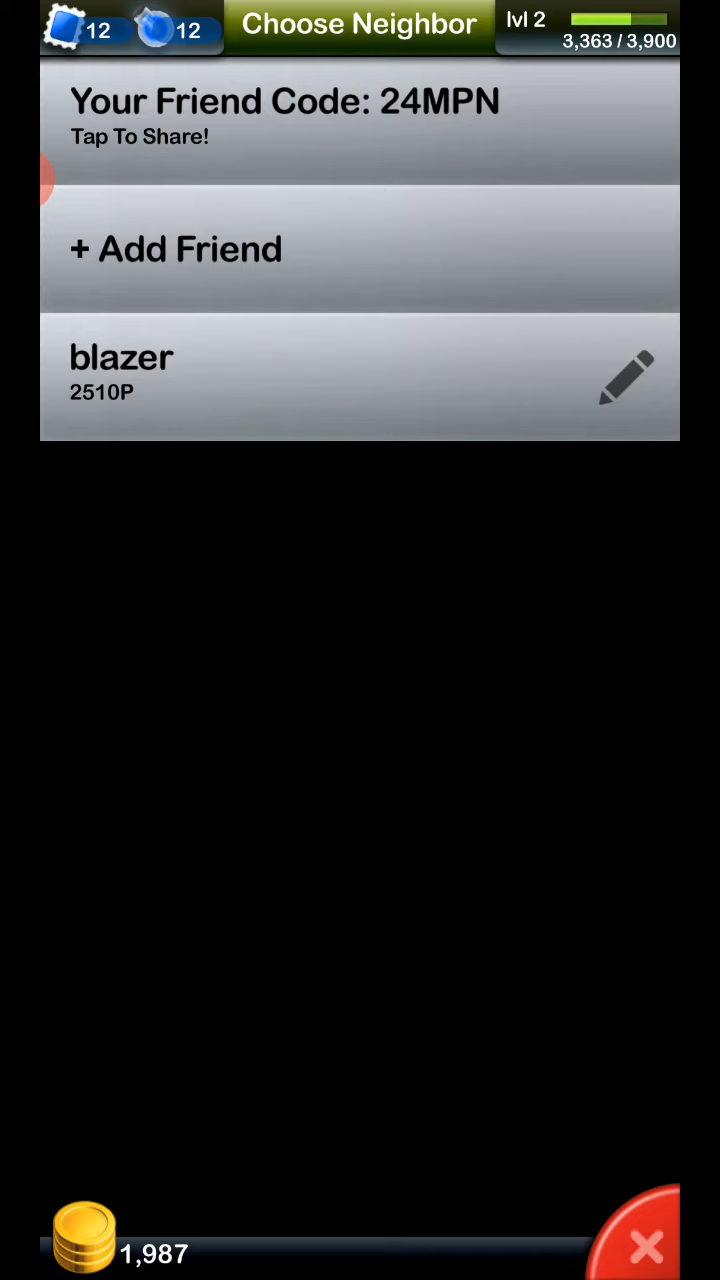 12 12 Choose Neighbor lvl 2
3,363 / 3,900
Your Friend Code: 24MPN
Tap To Share!
+ Add Friend
blazer
2510P
1,987